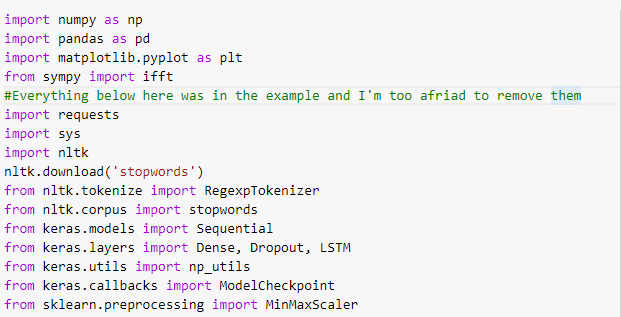 import numpy as np
import pandas as pd
import matplotlib.pyplot as plt
from sympy import ifft
#Everything below here was in the example and I'm too afriad to remove them
import requests
import sys
import nltk
nltk.download('stopwords')
from nltk.tokenize import RegexpTokenizer
from nltk.corpus import stopwords
from keras.models import Sequential
from keras.layers import Dense, Dropout, LSTM
from keras.utils import np_utils
from keras.callbacks import ModelCheckpoint
from sklearn.preprocessing import MinMaxScaler